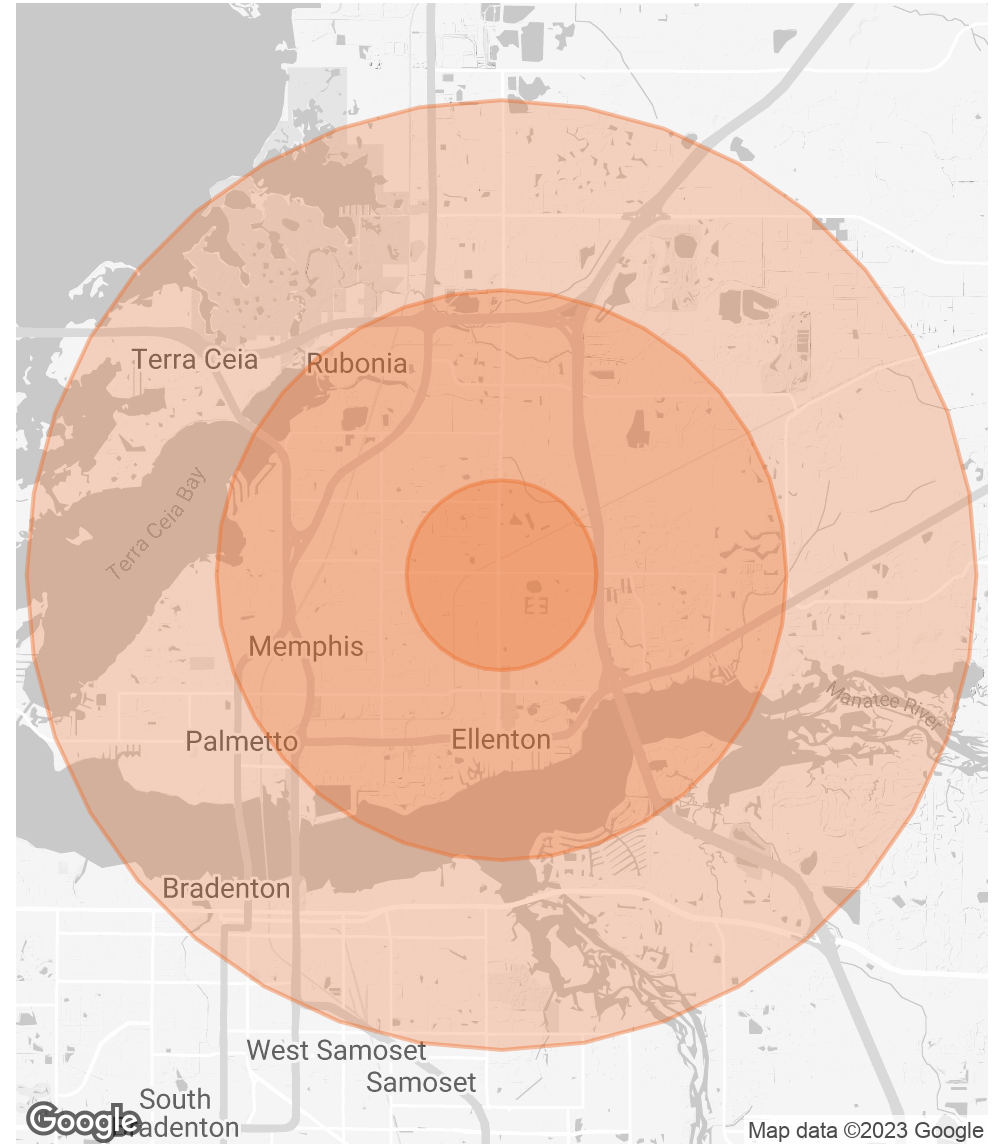 Terra Ceia
Rubonia
Terra Ceia Bay
Memphis
Manatee River
Palmetto
Ellenton
Bradenton
West Samoset
Samoset
South
Bradenton
Google
Map data ©2023 Google